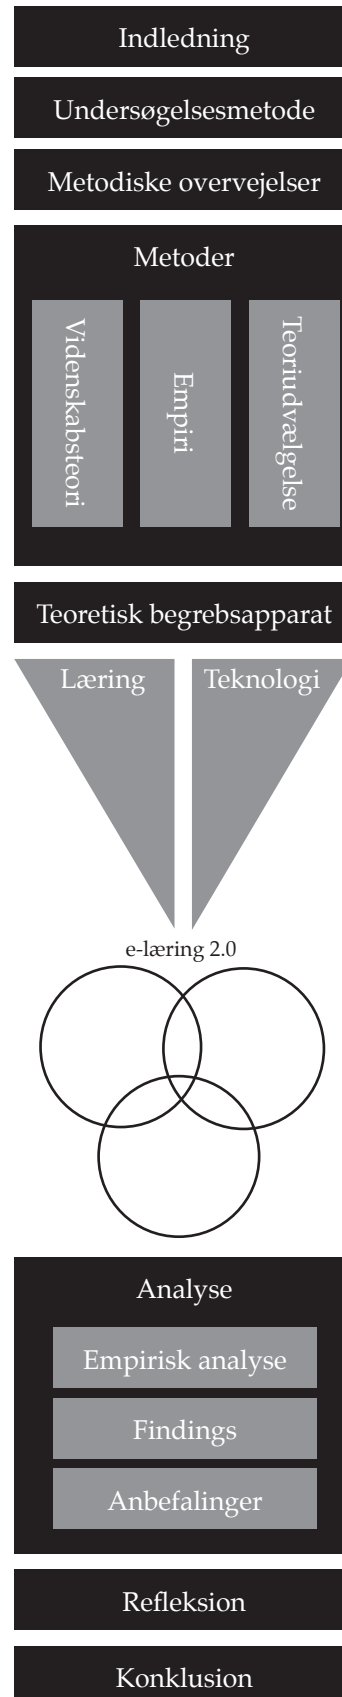 Indledning
Undersøgelsesmetode
Metodiske overvejelser
Metoder
Videnskabsteori
Empiri
Teoriudvælgelse
Teoretisk begrebsapparat
Læring
Teknologi
e-læring 2.0
Analyse
Empirisk analyse
Findings
Anbefalinger
Refleksion
Konklusion